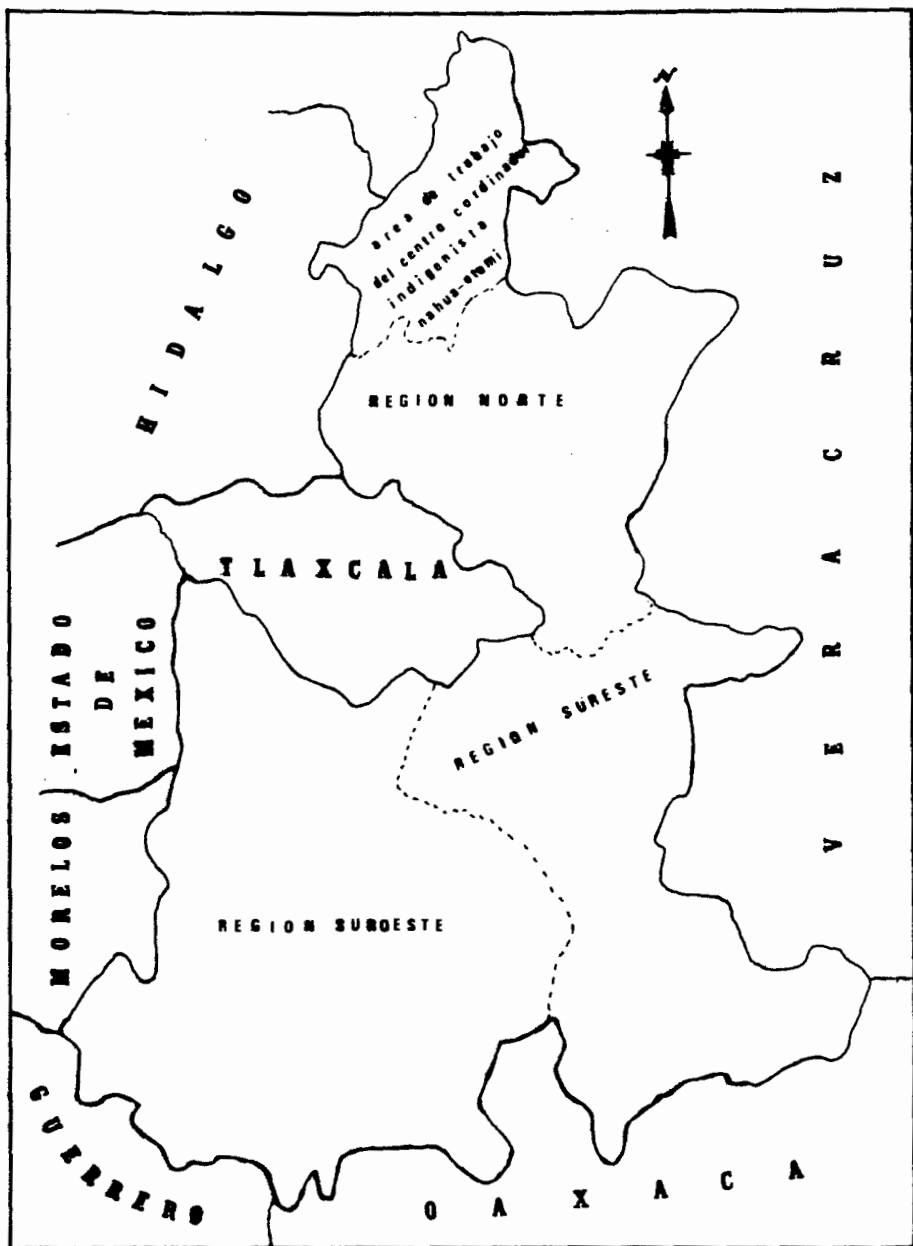 N
area de trabajo
del centro cordinador
indigenista
nahua-otomi
HIDALGO
VERACRUZ
REGION NORTE
TLAXCALA
ESTADO
DE
MEXICO
REGION SURESTE
MORELOS
REGION SUROESTE
GUERRERO
OAXACA